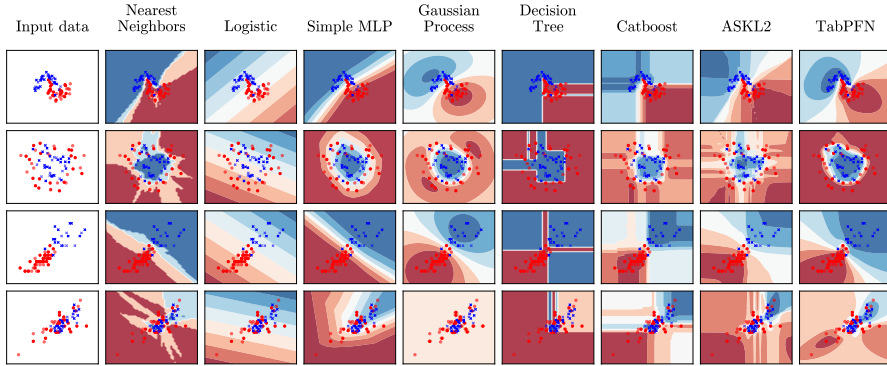 Input data
Nearest
Neighbors
Logistic
Simple MLP
Gaussian
Process
Decision
Tree
Catboost
ASKL2
TabPFN